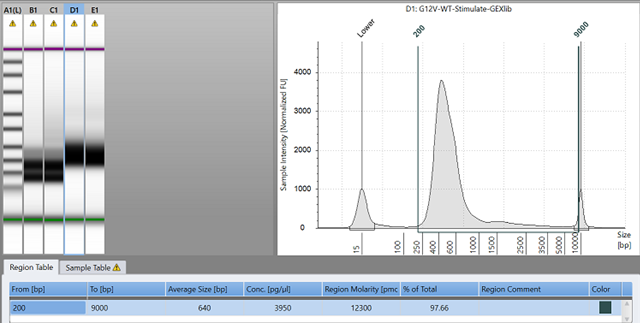 A1(L) B1 C1 D1 E1
D1: G12V-WT-Stimulate-GEXlib
Lower
200
9000
Sample Intensity [Normalized FU]
4000
3000
2000
1000
0
15
100
200
250
400
600
1000
1500
2500
3500
5000
10000
Size
[bp]
Region Table
Sample Table
From [bp] To [bp] Average Size [bp] Conc. [pg/µl] Region Molarity [pmo % of Total Region Comment Color
200 9000 640 3950 12300 97.66